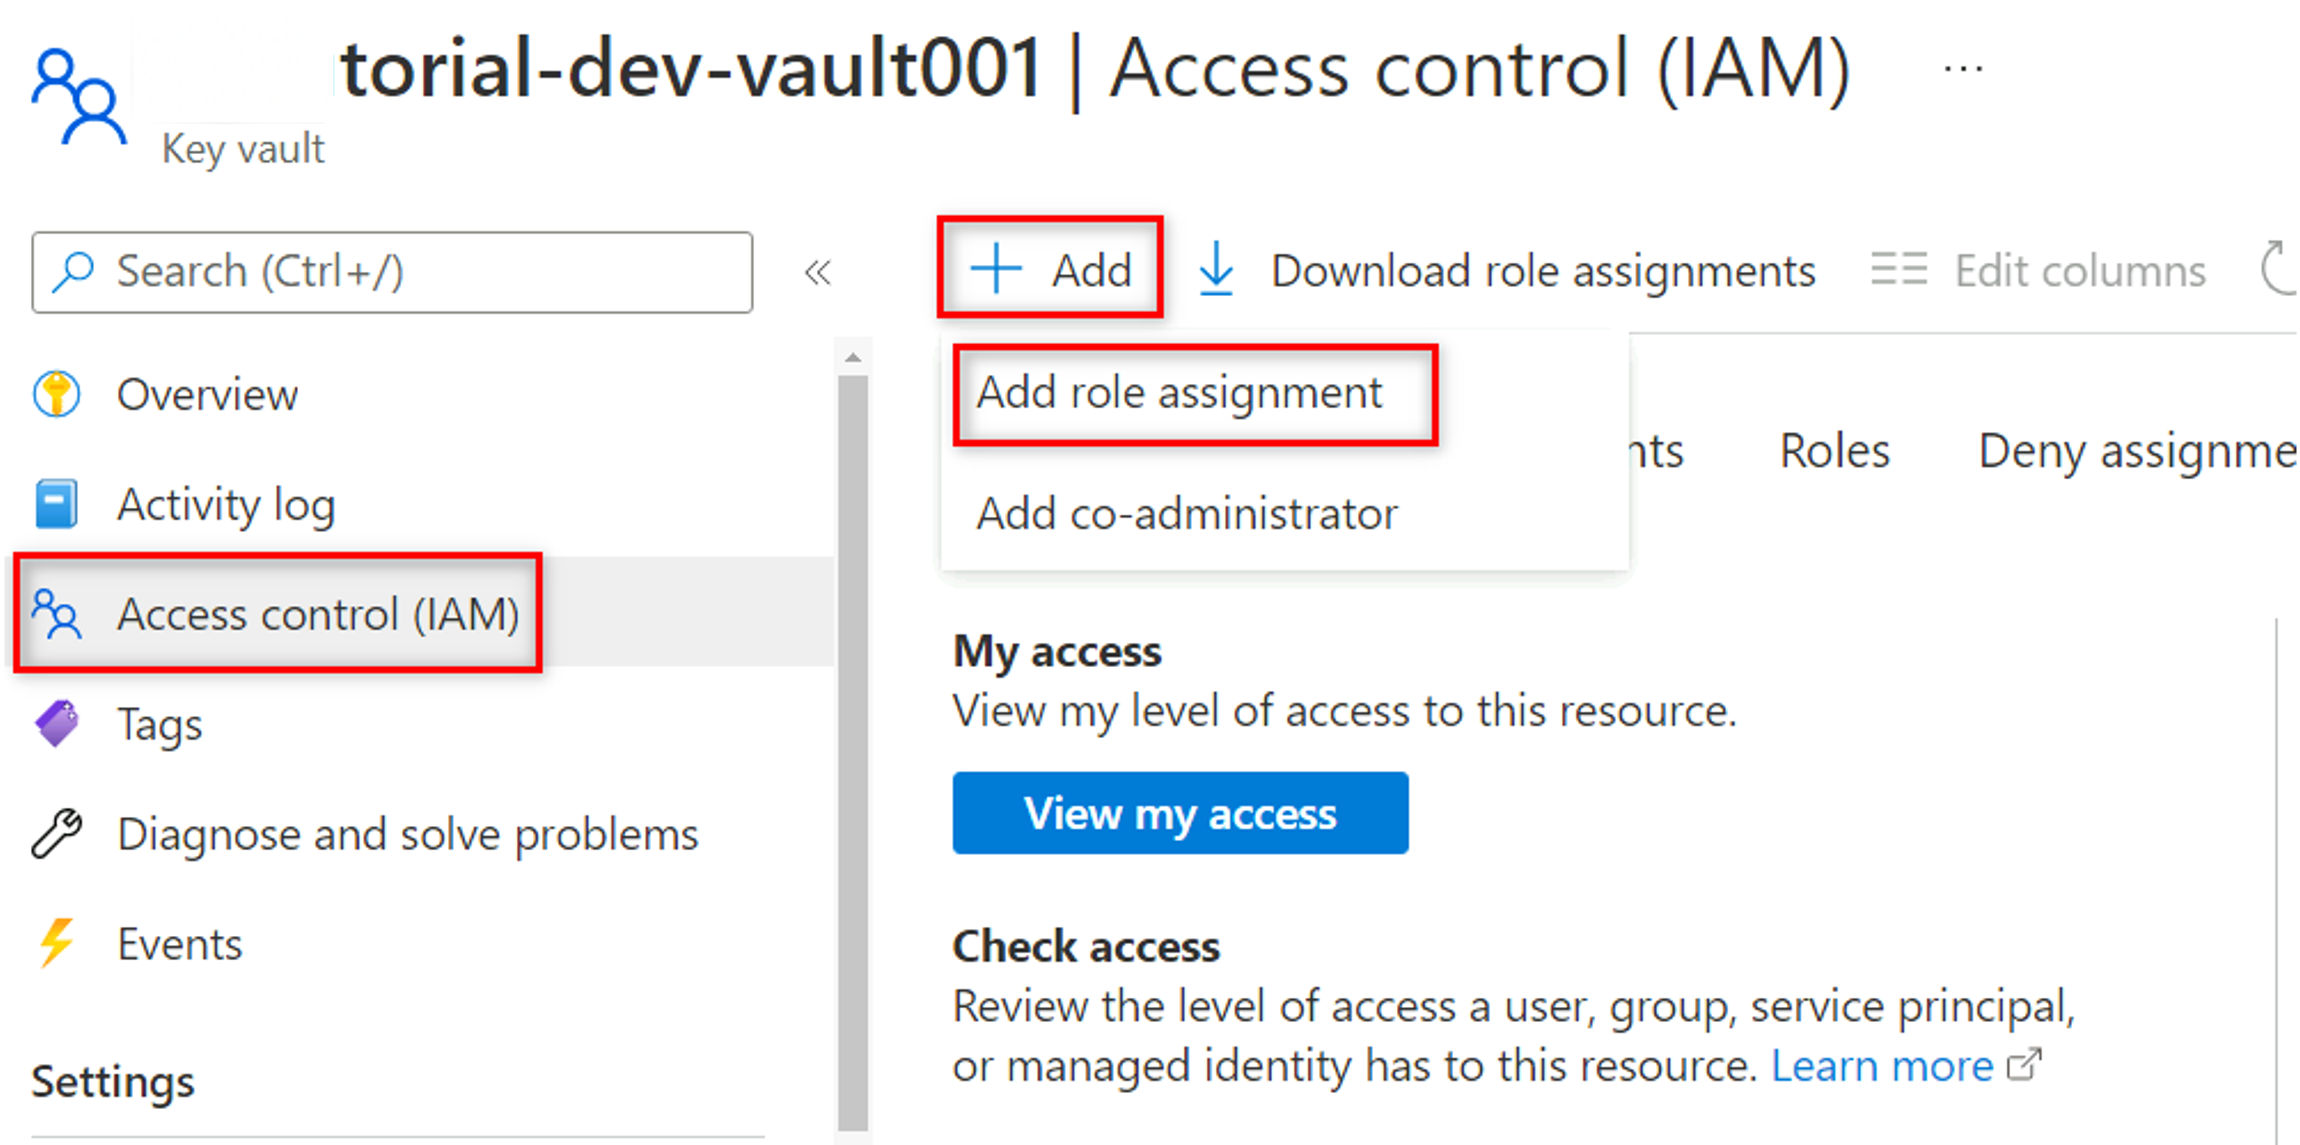 torial-dev-vault001 | Access control (IAM) ...
Key vault
Search (Ctrl+/)
«
Add
Download role assignments
Edit columns
Overview
Activity log
Access control (IAM)
Tags
Diagnose and solve problems
Events
Settings
Add role assignment
Add co-administrator
nts
Roles
Deny assignme
My access
View my level of access to this resource.
View my access
Check access
Review the level of access a user, group, service principal,
or managed identity has to this resource. Learn more